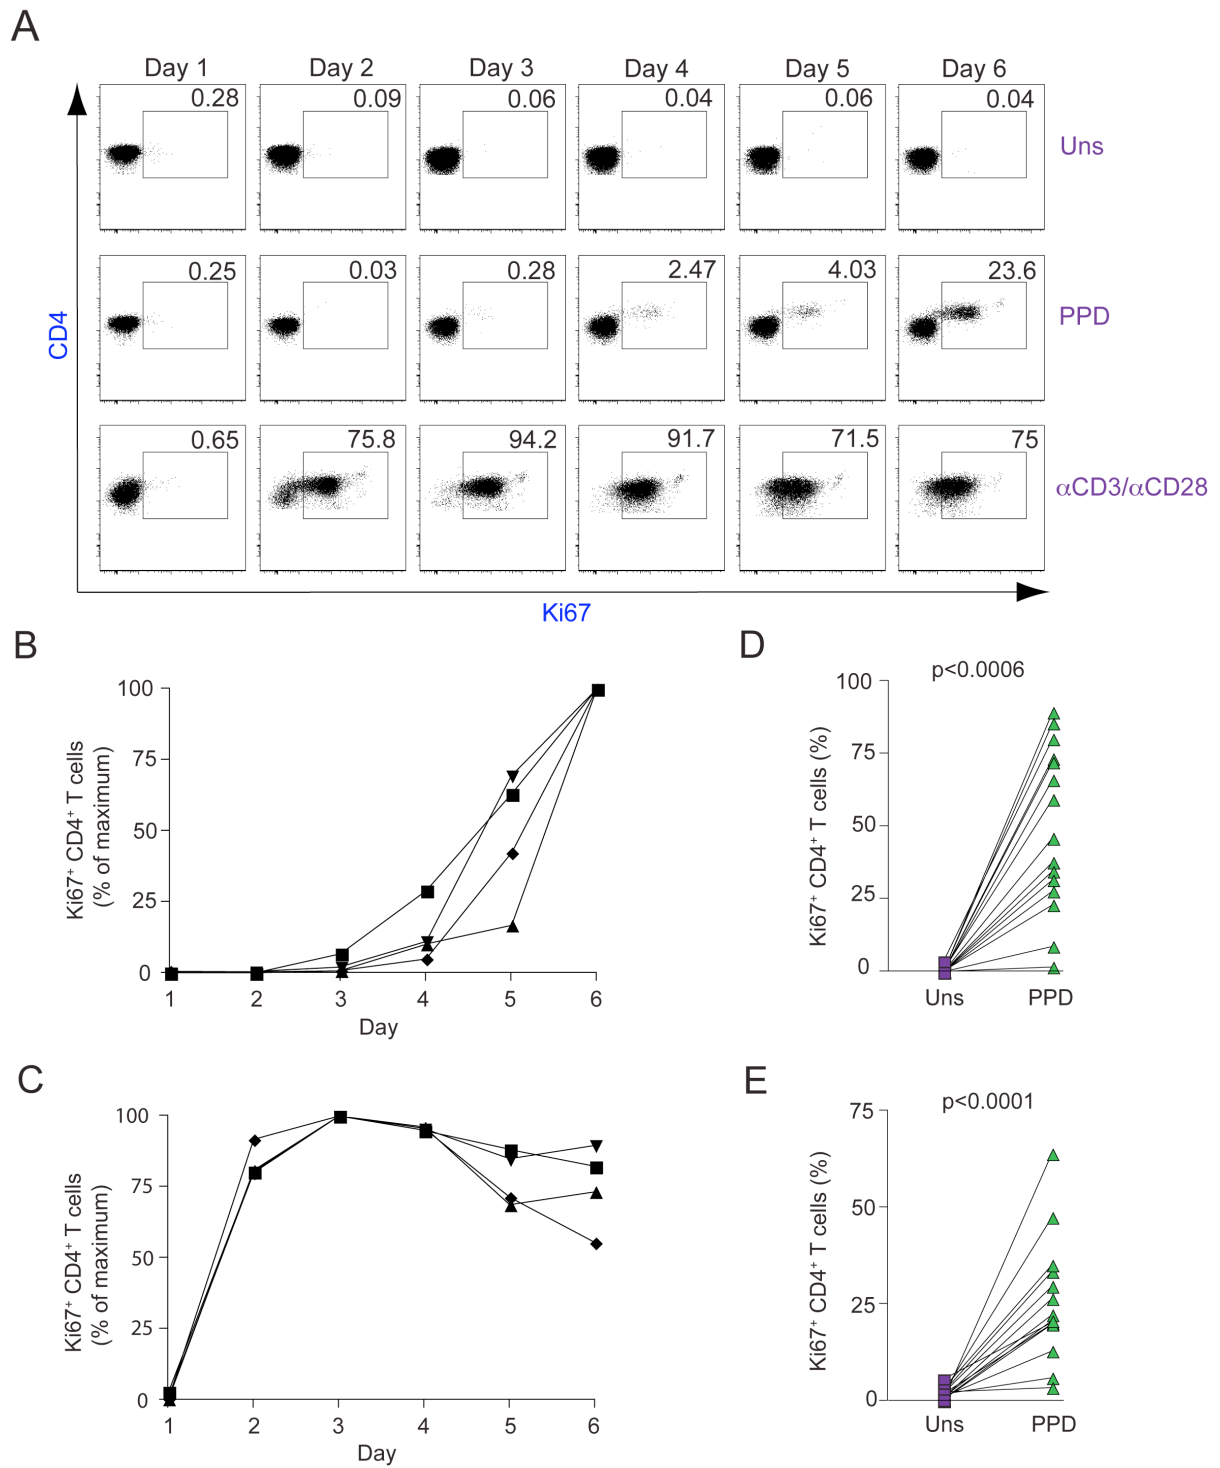 A
Day 1 Day 2 Day 3 Day 4 Day 5 Day 6
0.28 0.09 0.06 0.04 0.06 0.04
Uns
0.25 0.03 0.28 2.47 4.03 23.6
PPD
CD4
0.65 75.8 94.2 91.7 71.5 75
αCD3/αCD28
Ki67
B
Ki67⁺ CD4⁺ T cells
(% of maximum)
100
75
50
25
0
1 2 3 4 5 6
Day
D
p<0.0006
Ki67⁺ CD4⁺ T cells (%)
100
75
50
25
0
Uns PPD
C
Ki67⁺ CD4⁺ T cells
(% of maximum)
100
75
50
25
0
1 2 3 4 5 6
Day
E
p<0.0001
Ki67⁺ CD4⁺ T cells (%)
75
50
25
0
Uns PPD